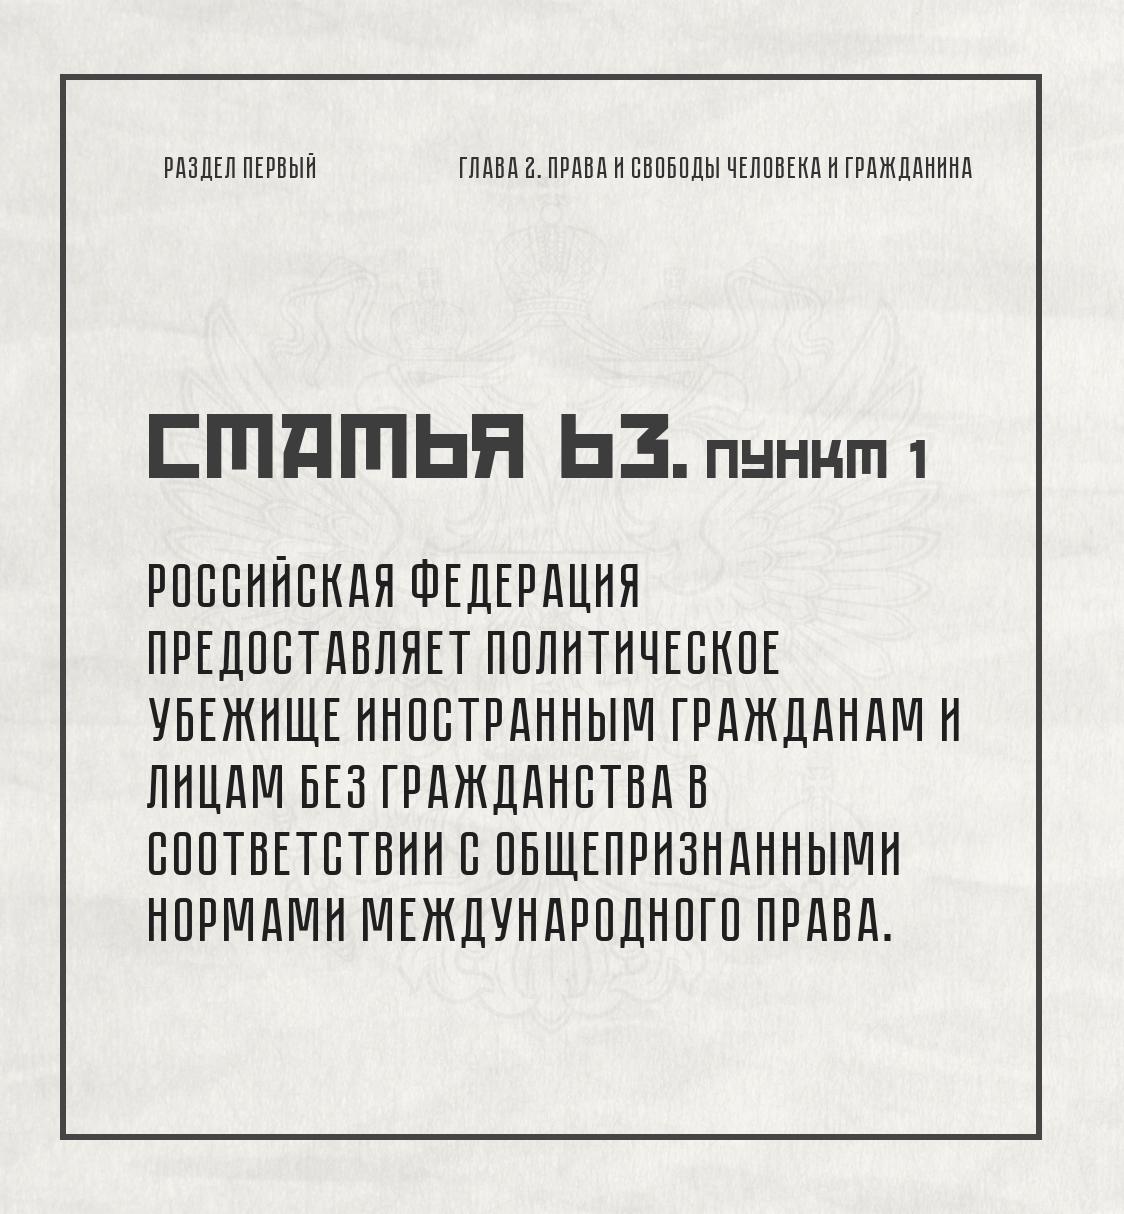 РАЗДЕЛ ПЕРВЫЙ
ГЛАВА 2. ПРАВА И СВОБОДЫ ЧЕЛОВЕКА И ГРАЖДАНИНА
СТАТЬЯ 63. ПУНКТ 1
РОССИЙСКАЯ ФЕДЕРАЦИЯ
ПРЕДОСТАВЛЯЕТ ПОЛИТИЧЕСКОЕ
УБЕЖИЩЕ ИНОСТРАННЫМ ГРАЖДАНАМ И
ЛИЦАМ БЕЗ ГРАЖДАНСТВА В
СООТВЕТСТВИИ С ОБЩЕПРИЗНАННЫМИ
НОРМАМИ МЕЖДУНАРОДНОГО ПРАВА.